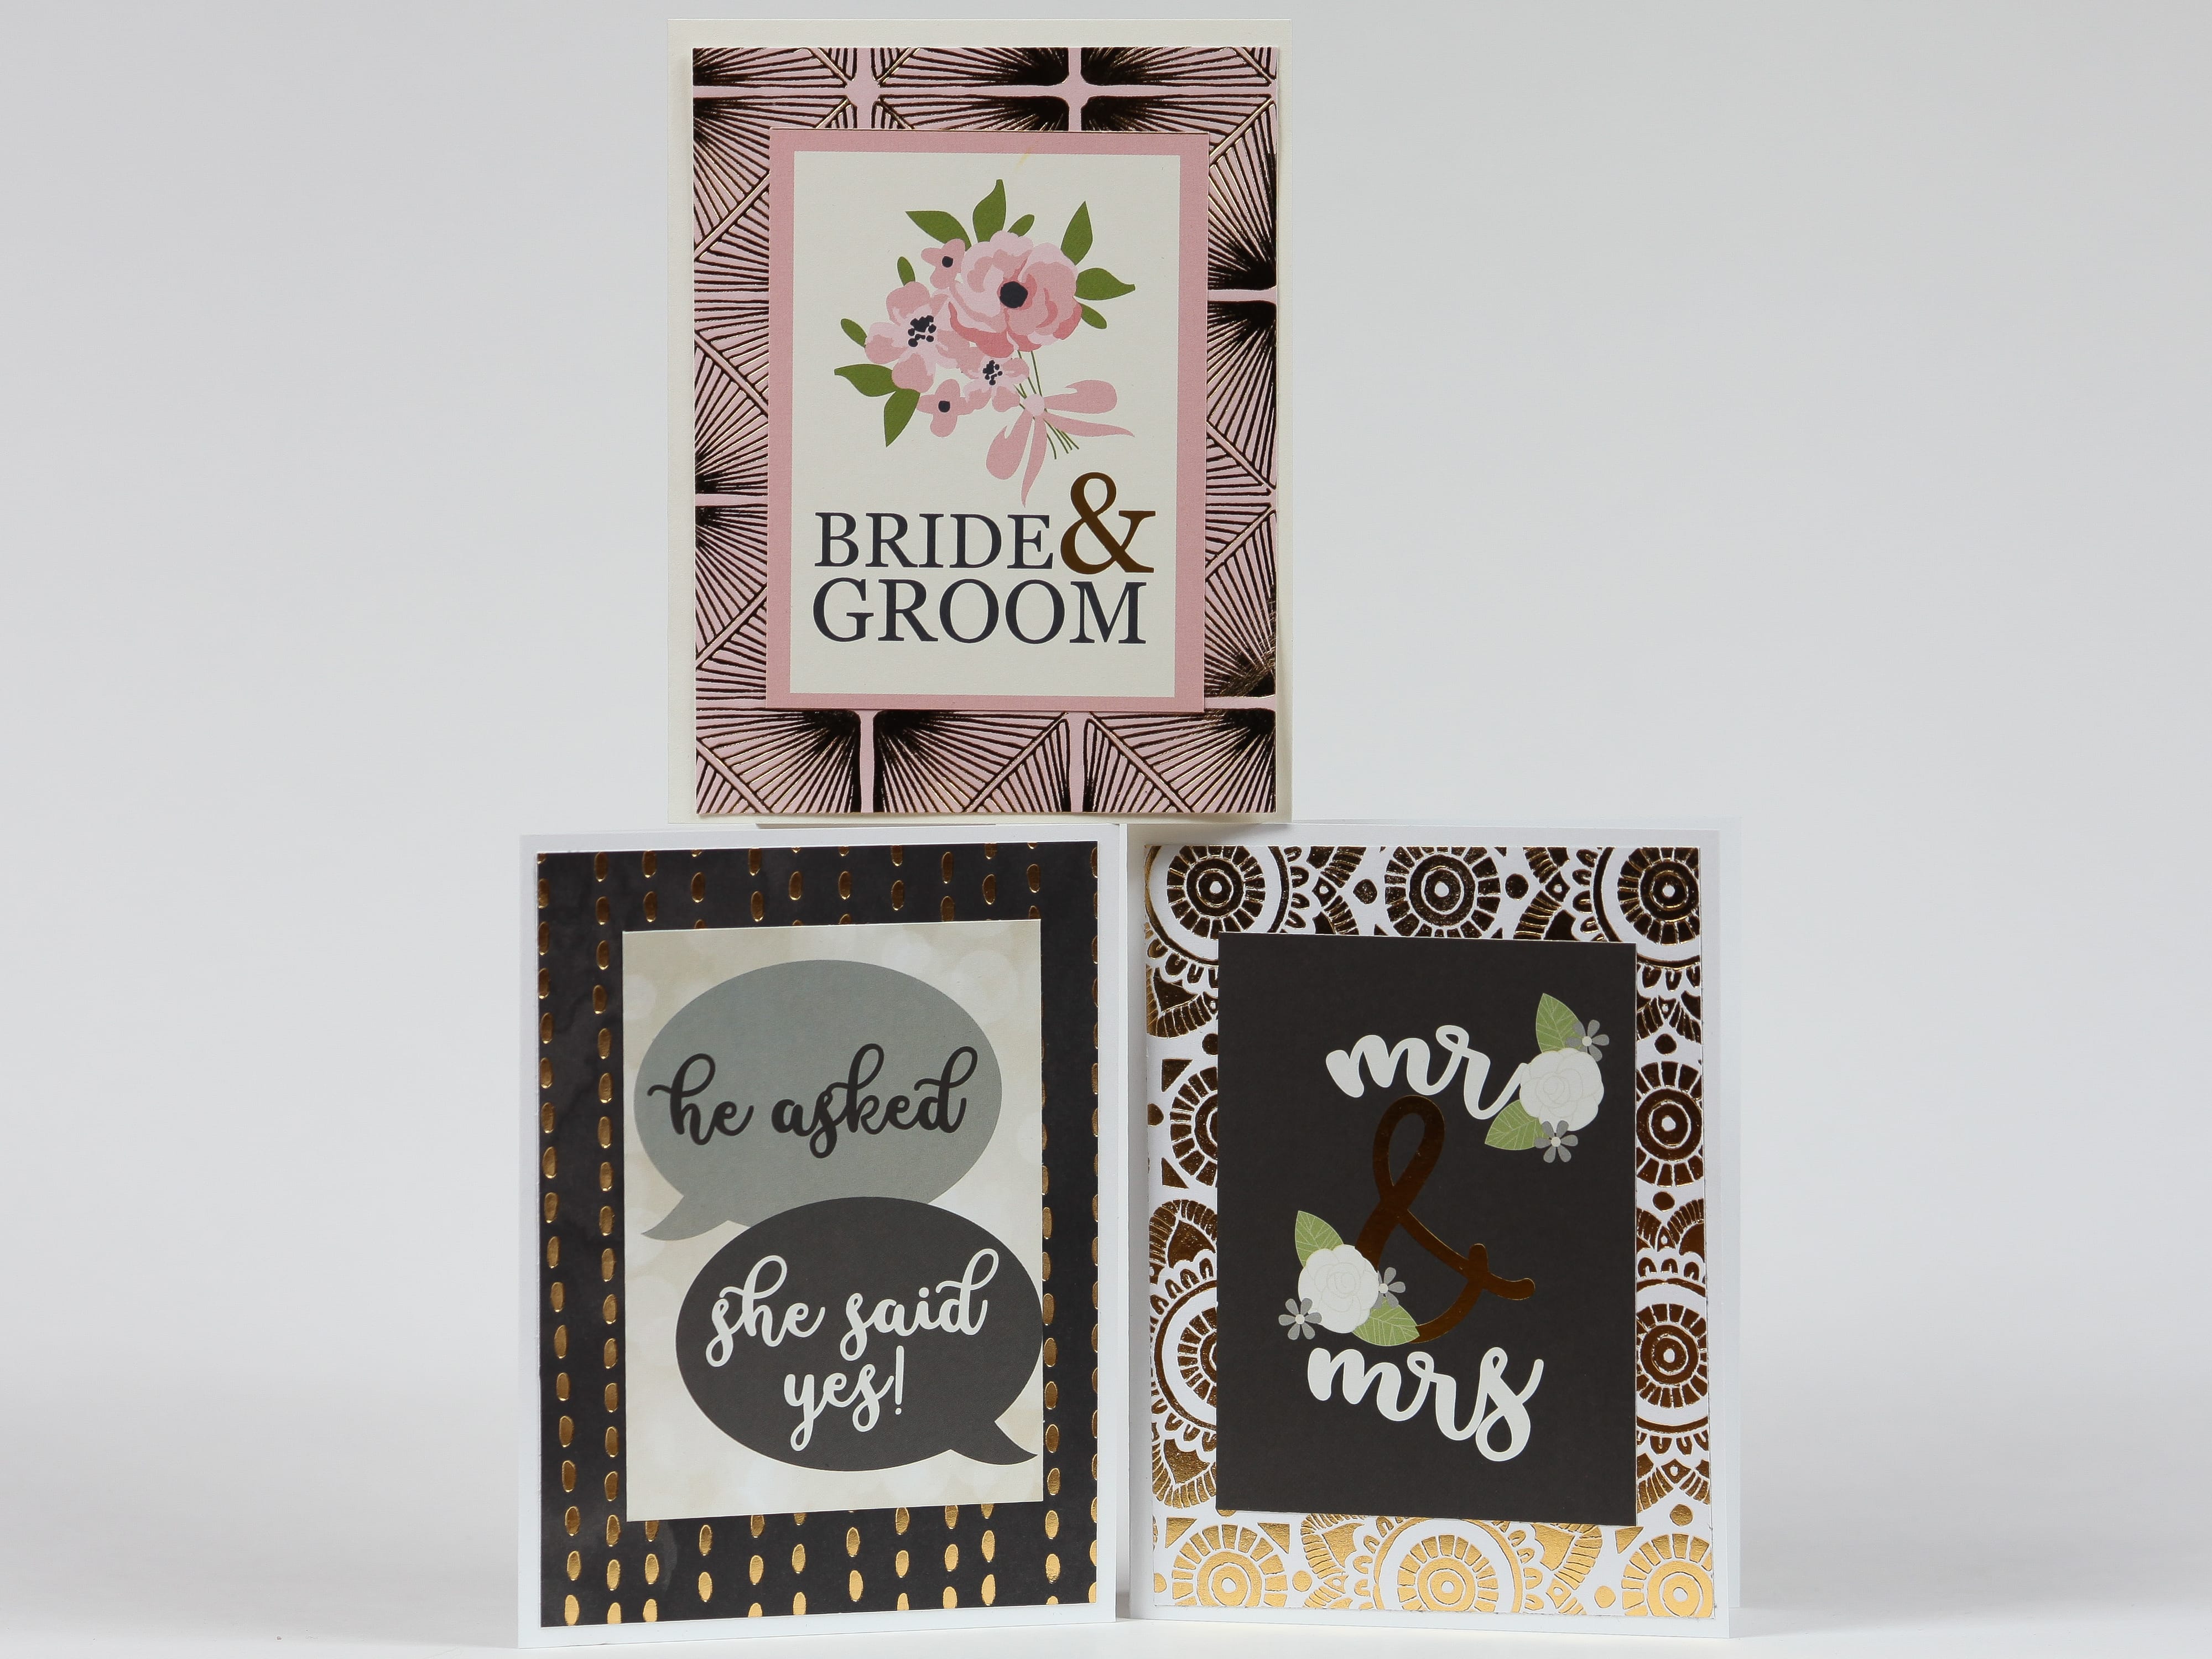 BRIDE &
GROOM
he asked
she said
yes!
mr
&
mrs